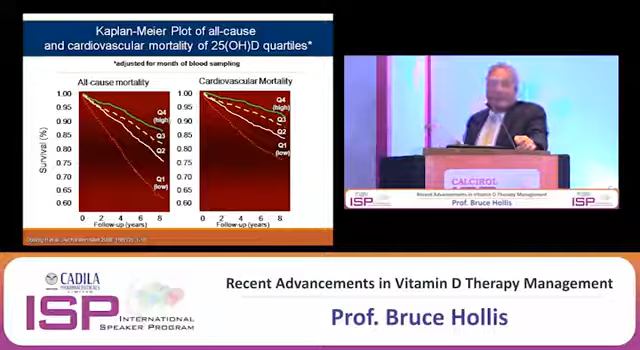 Kaplan-Meier Plot of all-cause
and cardiovascular mortality of 25(OH)D quartiles*
*adjusted for month of blood sampling
All-cause mortality
Cardiovascular Mortality
Survival (%)
1.00
0.95
0.90
0.85
0.80
0.75
0.70
0.65
0.60
Q4
(high)
Q3
Q2
Q1
(low)
0 2 4 6 8
Follow-up (years)
1.00
0.95
0.90
0.85
0.80
0.75
0.70
0.65
0.60
Q4
(high)
Q3
Q2
Q1
(low)
0 2 4 6 8
Follow-up (years)
CALCIROL
ISP
Recent Advancements in Vitamin D Therapy Management
Prof. Bruce Hollis
CADILA
PHARMACEUTICALS
LIMITED
ISP INTERNATIONAL
SPEAKER PROGRAM
Recent Advancements in Vitamin D Therapy Management
Prof. Bruce Hollis